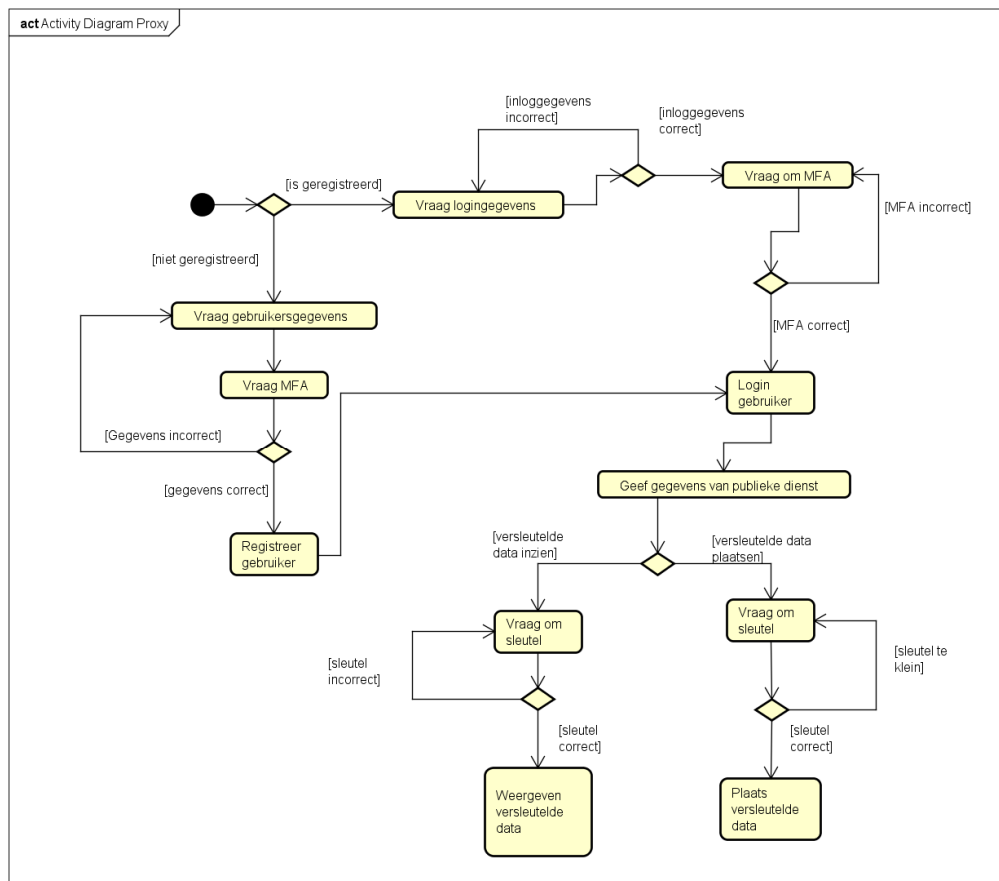 act Activity Diagram Proxy
[inloggegevens
incorrect]
[inloggegevens
correct]
[is geregistreerd]
Vraag logingegevens
Vraag om MFA
[MFA incorrect]
[niet geregistreerd]
Vraag gebruikersgegevens
[MFA correct]
Vraag MFA
Login
gebruiker
[Gegevens incorrect]
[gegevens correct]
Geef gegevens van publieke dienst
Registreer
gebruiker
[versleutelde
data inzien]
[versleutelde data
plaatsen]
Vraag om
sleutel
Vraag om
sleutel
[sleutel
incorrect]
[sleutel te
klein]
[sleutel
correct]
[sleutel
correct]
Weergeven
versleutelde
data
Plaats
versleutelde
data